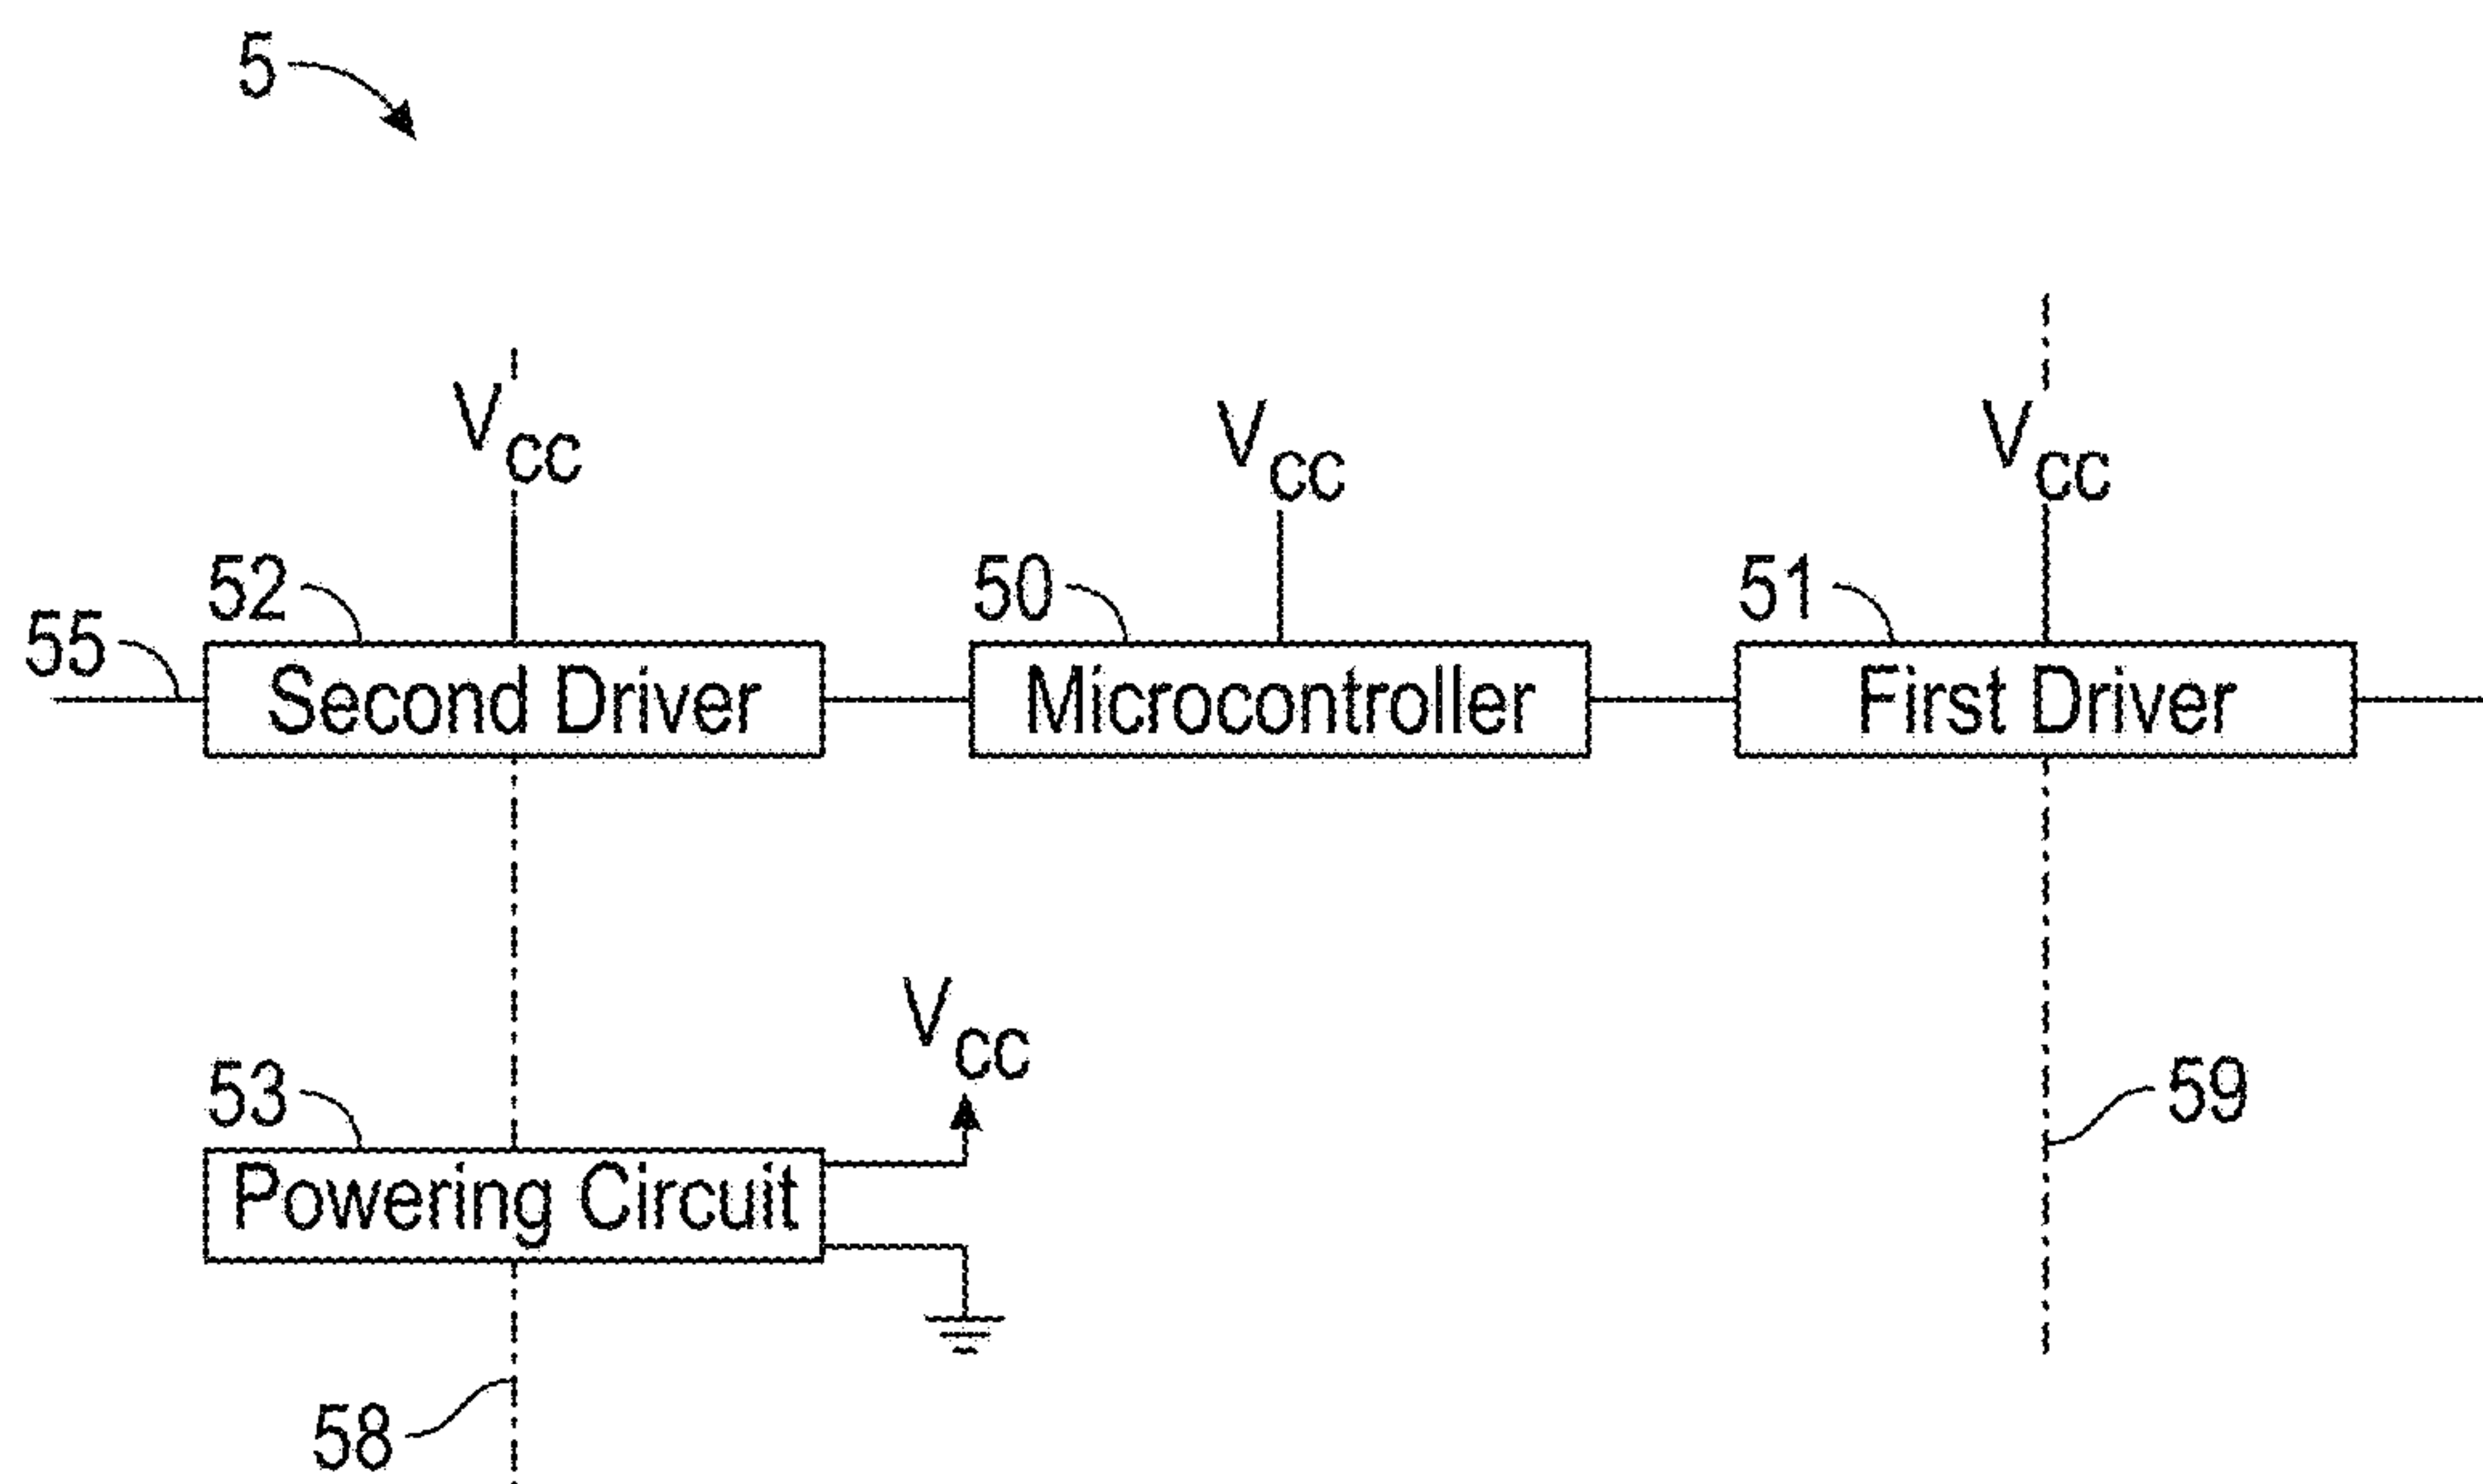 5
VCC
VCC
VCC
52
50
51
55
Second Driver
Microcontroller
First Driver
VCC
53
59
Powering Circuit
58